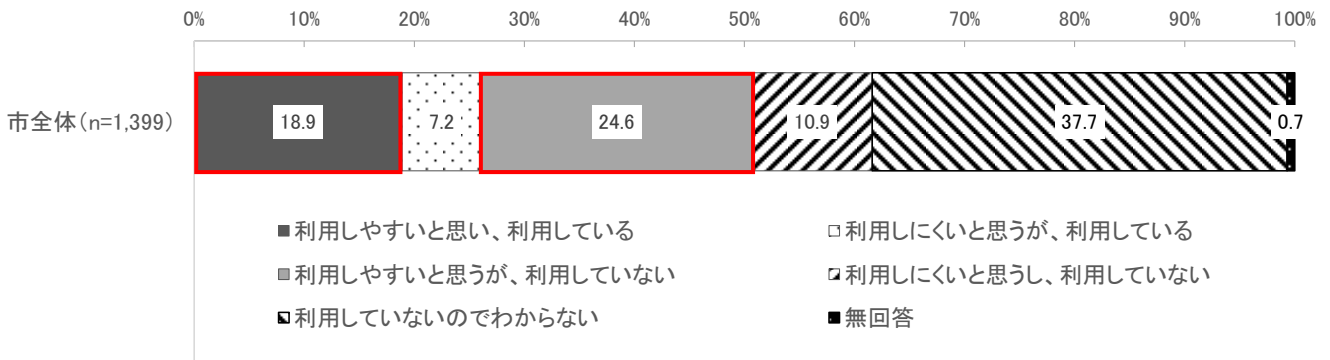 0% 10% 20% 30% 40% 50% 60% 70% 80% 90% 100%
市全体(n=1,399) 18.9 7.2 24.6 10.9 37.7 0.7
利用しやすいと思い、利用している 利用しにくいと思うが、利用している
利用しやすいと思うが、利用していない 利用しにくいと思うし、利用していない
利用していないのでわからない 無回答